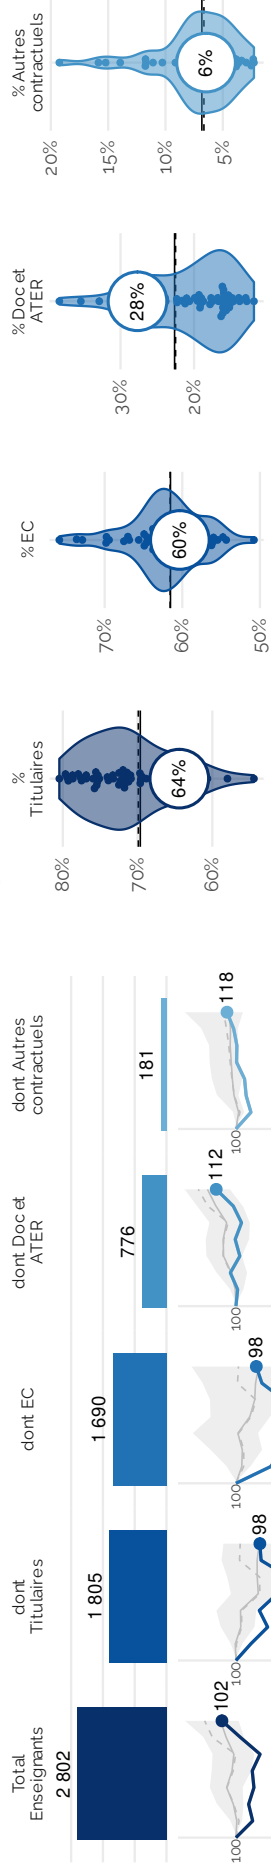 Total
Enseignants
dont
Titulaires
dont EC
dont Doc et
ATER
dont Autres
contractuels
2 802
1 805
1 690
776
181
100
102
100
98
100
98
100
112
100
118
%
Titulaires
80%
70%
60%
64%
% EC
70%
60%
50%
60%
% Doc et
ATER
30%
20%
28%
% Autres
contractuels
20%
15%
10%
5%
6%